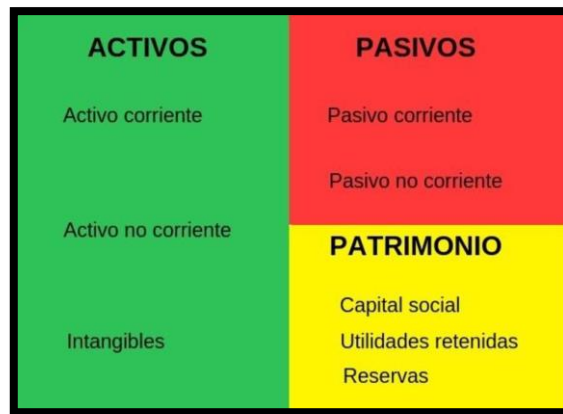 ACTIVOS
Activo corriente
Activo no corriente
Intangibles
PASIVOS
Pasivo corriente
Pasivo no corriente
PATRIMONIO
Capital social
Utilidades retenidas
Reservas